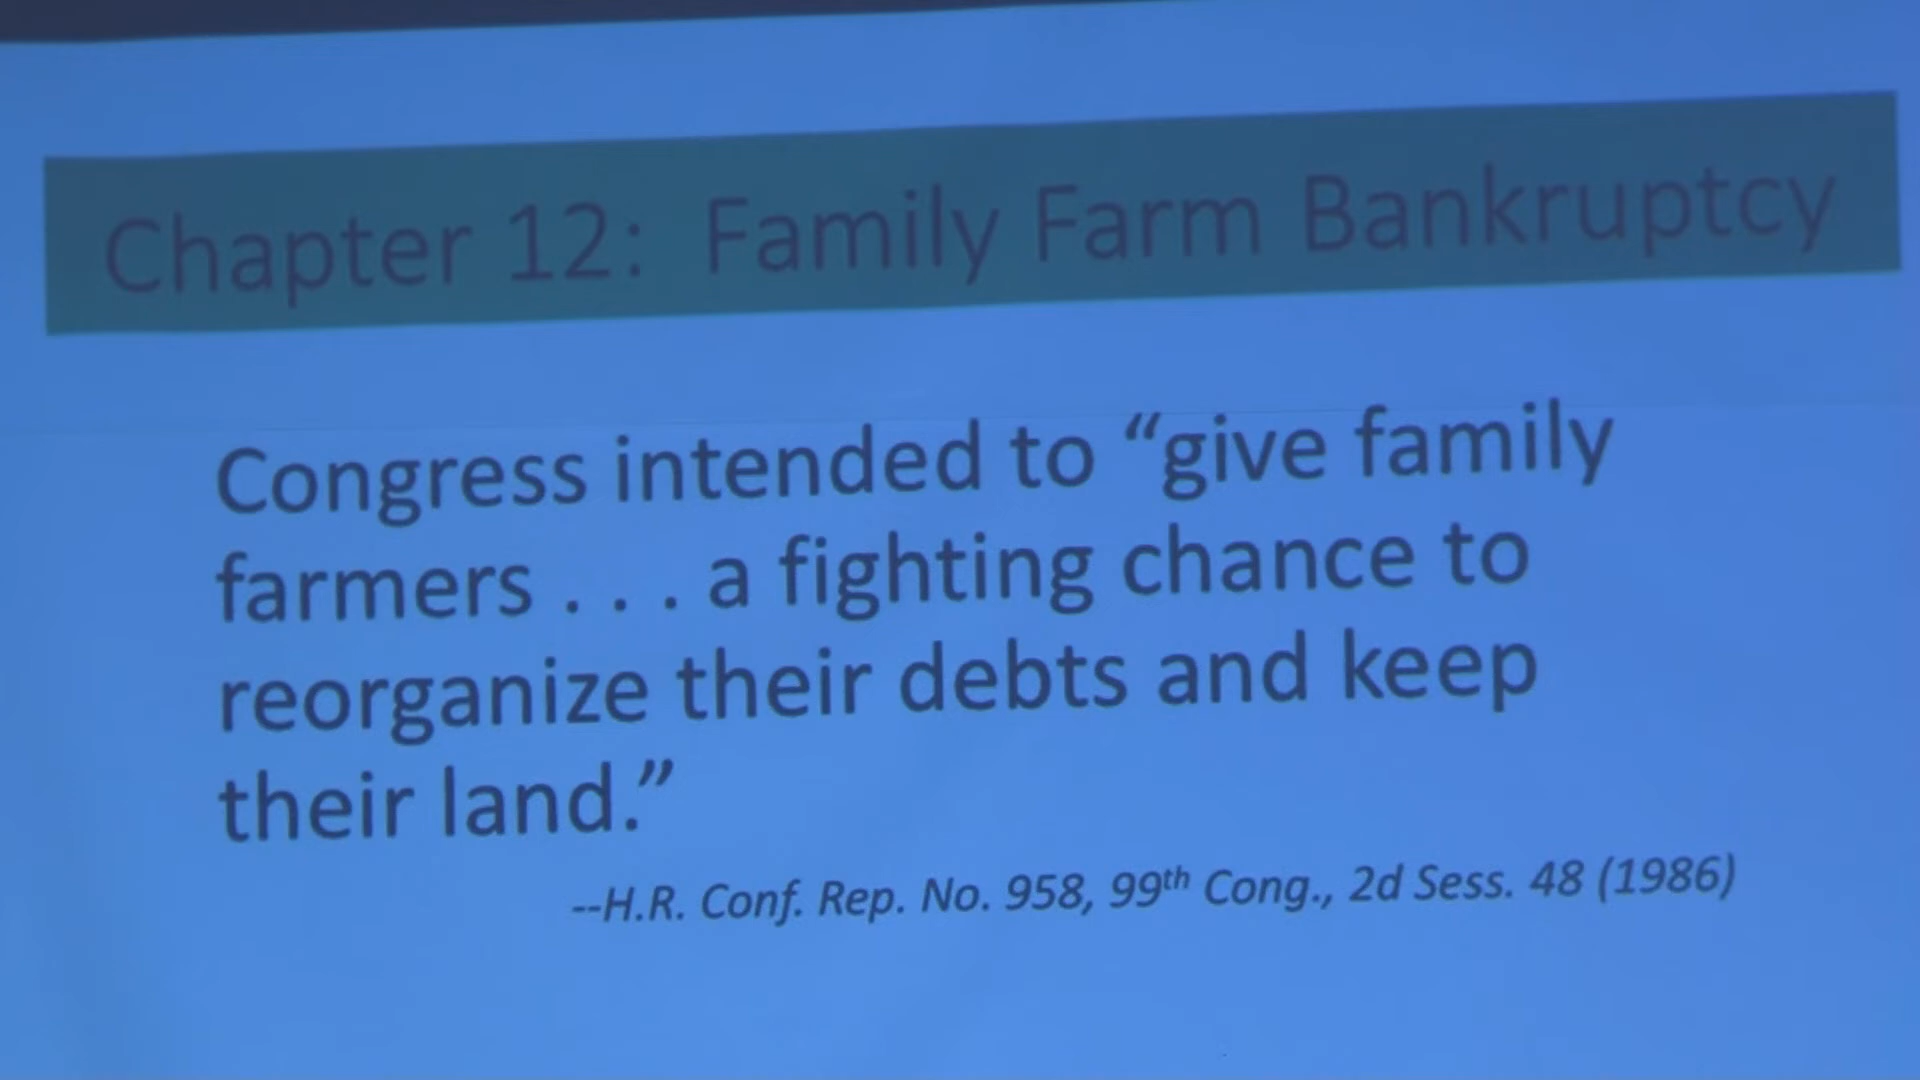 Chapter 12: Family Farm Bankruptcy
Congress intended to “give family
farmers . . . a fighting chance to
reorganize their debts and keep
their land.”
--H.R. Conf. Rep. No. 958, 99th Cong., 2d Sess. 48 (1986)